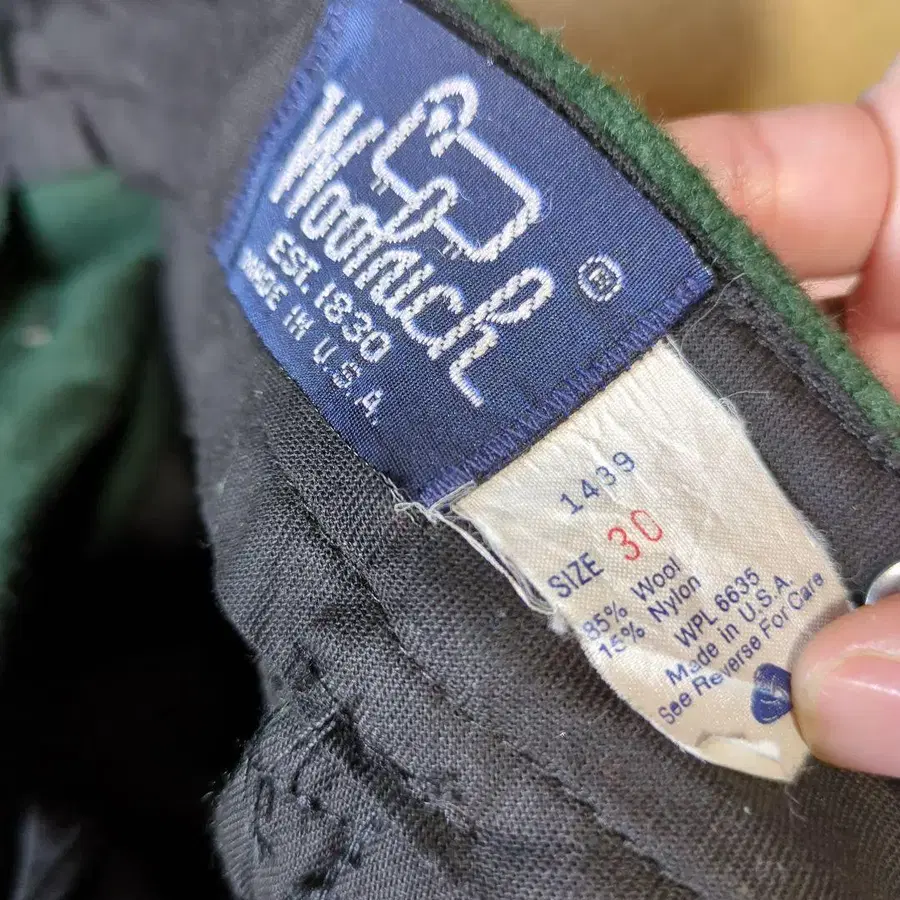 Woolrich
®
EST. 1830
MADE IN U.S.A.
1439
SIZE 30
85% Wool
15% Nylon
WPL 6635
Made in U.S.A.
See Reverse For Care